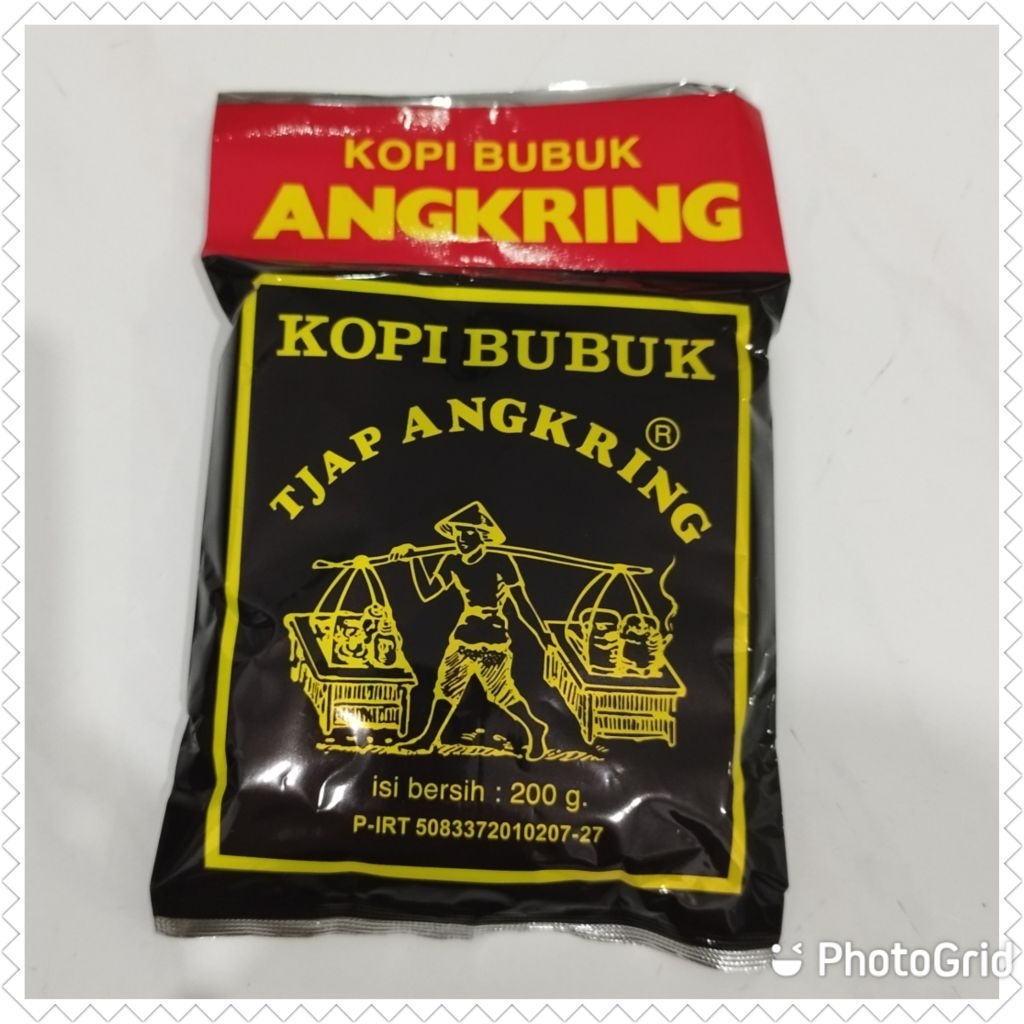 KOPI BUBUK
ANGKRING
KOPI BUBUK
TJAP ANGKRING ®
isi bersih : 200 g.
P-IRT 5083372010207-27
PhotoGrid